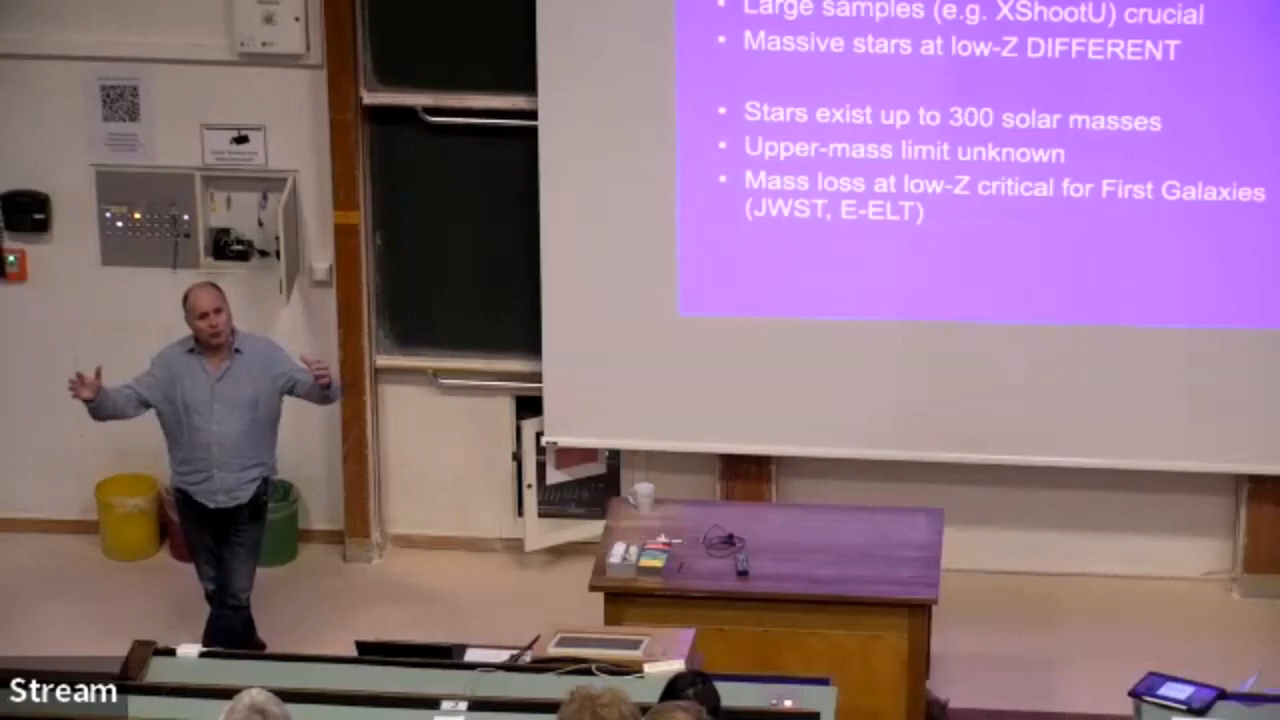 • Large samples (e.g. XShootU) crucial
• Massive stars at low-Z DIFFERENT
• Stars exist up to 300 solar masses
• Upper-mass limit unknown
• Mass loss at low-Z critical for First Galaxies
(JWST, E-ELT)
Stream